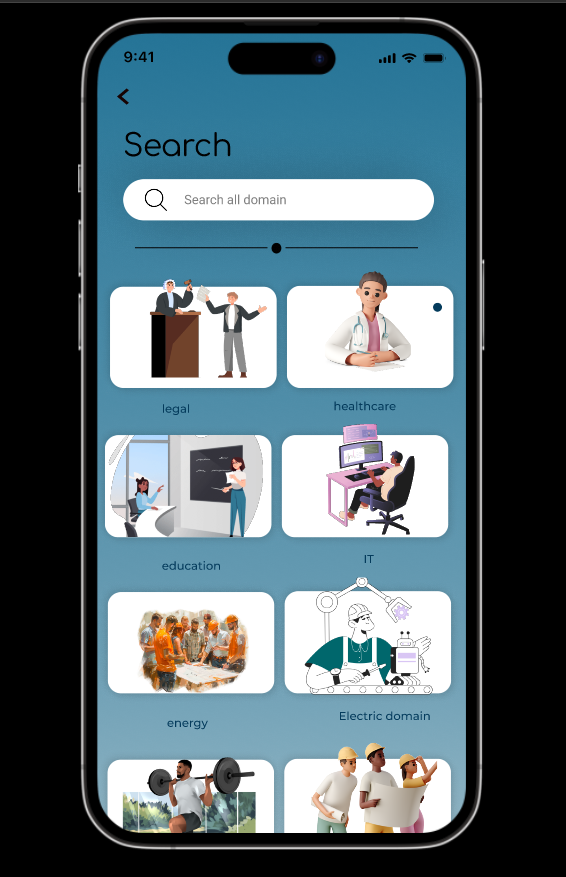 9:41
Search
Search all domain
legal
healthcare
education
IT
energy
Electric domain